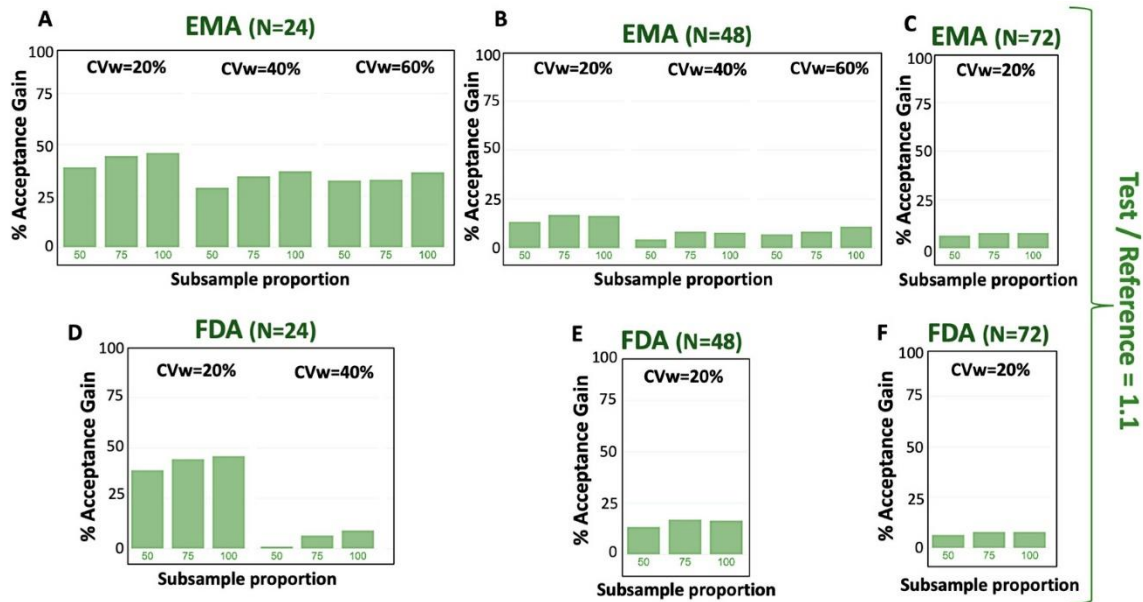 A
EMA (N=24)
% Acceptance Gain
100
75
50
25
0
CVw=20% CVw=40% CVw=60%
50 75 100 50 75 100 50 75 100
Subsample proportion
B
EMA (N=48)
% Acceptance Gain
100
75
50
25
0
CVw=20% CVw=40% CVw=60%
50 75 100 50 75 100 50 75 100
Subsample proportion
C
EMA (N=72)
% Acceptance Gain
100
75
50
25
0
CVw=20%
50 75 100
Subsample proportion
D
FDA (N=24)
% Acceptance Gain
100
75
50
25
0
CVw=20% CVw=40%
50 75 100 50 75 100
Subsample proportion
E
FDA (N=48)
% Acceptance Gain
100
75
50
25
0
CVw=20%
50 75 100
Subsample proportion
F
FDA (N=72)
% Acceptance Gain
100
75
50
25
0
CVw=20%
50 75 100
Subsample proportion
Test / Reference = 1.1